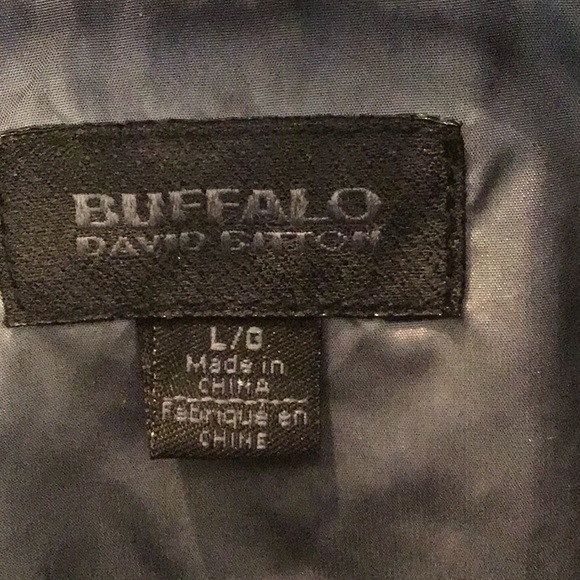 BUFFALO
DAVID BITTON
L/G
Made in
CHINA
Fabriqué en
CHINE